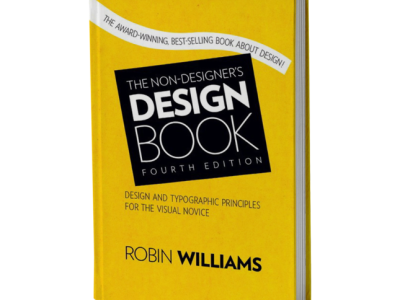 THE AWARD-WINNING, BEST-SELLING BOOK ABOUT DESIGN!
THE NON-DESIGNER'S
DESIGN
BOOK
FOURTH EDITION
DESIGN AND TYPOGRAPHIC PRINCIPLES
FOR THE VISUAL NOVICE
ROBIN WILLIAMS